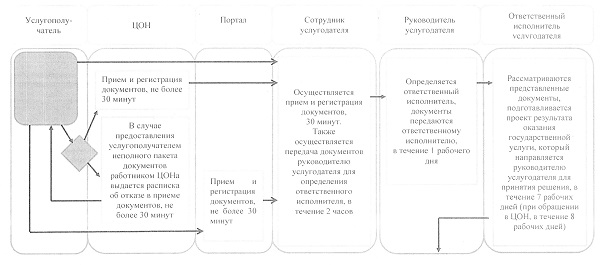 Услугополу-
чатель
ЦОН
Портал
Сотрудник
услугодателя
Руководитель
услугодателя
Ответственный
исполнитель
услугодателя
Прием и регистрация
документов, не более
30 минут
В случае
предоставления
услугополучателем
неполного пакета
документов
работником ЦОНа
выдается расписка
об отказе в приеме
документов, не более
30 минут
Прием и
регистрация
документов,
не более 30
минут
Осуществляется
прием и регистрация
документов,
30 минут.
Также
осуществляется
передача документов
руководителю
услугодателя для
определения
ответственного
исполнителя, в
течение 2 часов
Определяется
ответственный
исполнитель,
документы
передаются
ответственному
исполнителю,
в течение 1 рабочего
дня
Рассматриваются
представленные
документы,
подготавливается
проект результата
оказания
государственной
услуги, который
направляется
руководителю
услугодателя для
принятия решения, в
течение 7 рабочих
дней (при обращении
в ЦОН, в течение 8
рабочих дней)